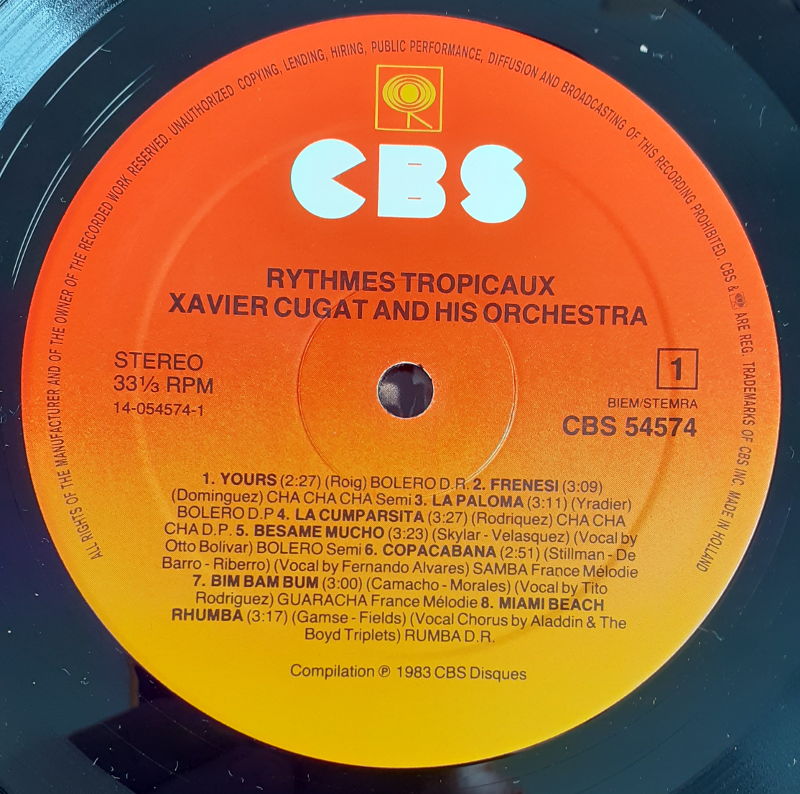 ALL RIGHTS OF THE MANUFACTURER AND OF THE OWNER OF THE RECORDED WORK RESERVED. UNAUTHORIZED COPYING, LENDING, HIRING, PUBLIC PERFORMANCE, DIFFUSION AND BROADCASTING OF THIS RECORDING PROHIBITED. CBS & ARE REG. TRADEMARKS OF CBS INC. MADE IN HOLLAND
CBS
RYTHMES TROPICAUX
XAVIER CUGAT AND HIS ORCHESTRA
STEREO
33⅓ RPM
14-054574-1
1
BIEM/STEMRA
CBS 54574
1. YOURS (2:27) (Roig) BOLERO D.R. 2. FRENESI (3:09)
(Dominguez) CHA CHA CHA Semi 3. LA PALOMA (3:11) (Yradier)
BOLERO D.P. 4. LA CUMPARSITA (3:27) (Rodriquez) CHA CHA
CHA D.P. 5. BESAME MUCHO (3:23) (Skylar - Velasquez) (Vocal by
Otto Bolivar) BOLERO Semi 6. COPACABANA (2:51) (Stillman - De
Barro - Riberro) (Vocal by Fernando Alvares) SAMBA France Mélodie
7. BIM BAM BUM (3:00) (Camacho - Morales) (Vocal by Tito
Rodriguez) GUARACHA France Mélodie 8. MIAMI BEACH
RHUMBA (3:17) (Gamse - Fields) (Vocal Chorus by Aladdin & The
Boyd Triplets) RUMBA D.R.
Compilation ℗ 1983 CBS Disques